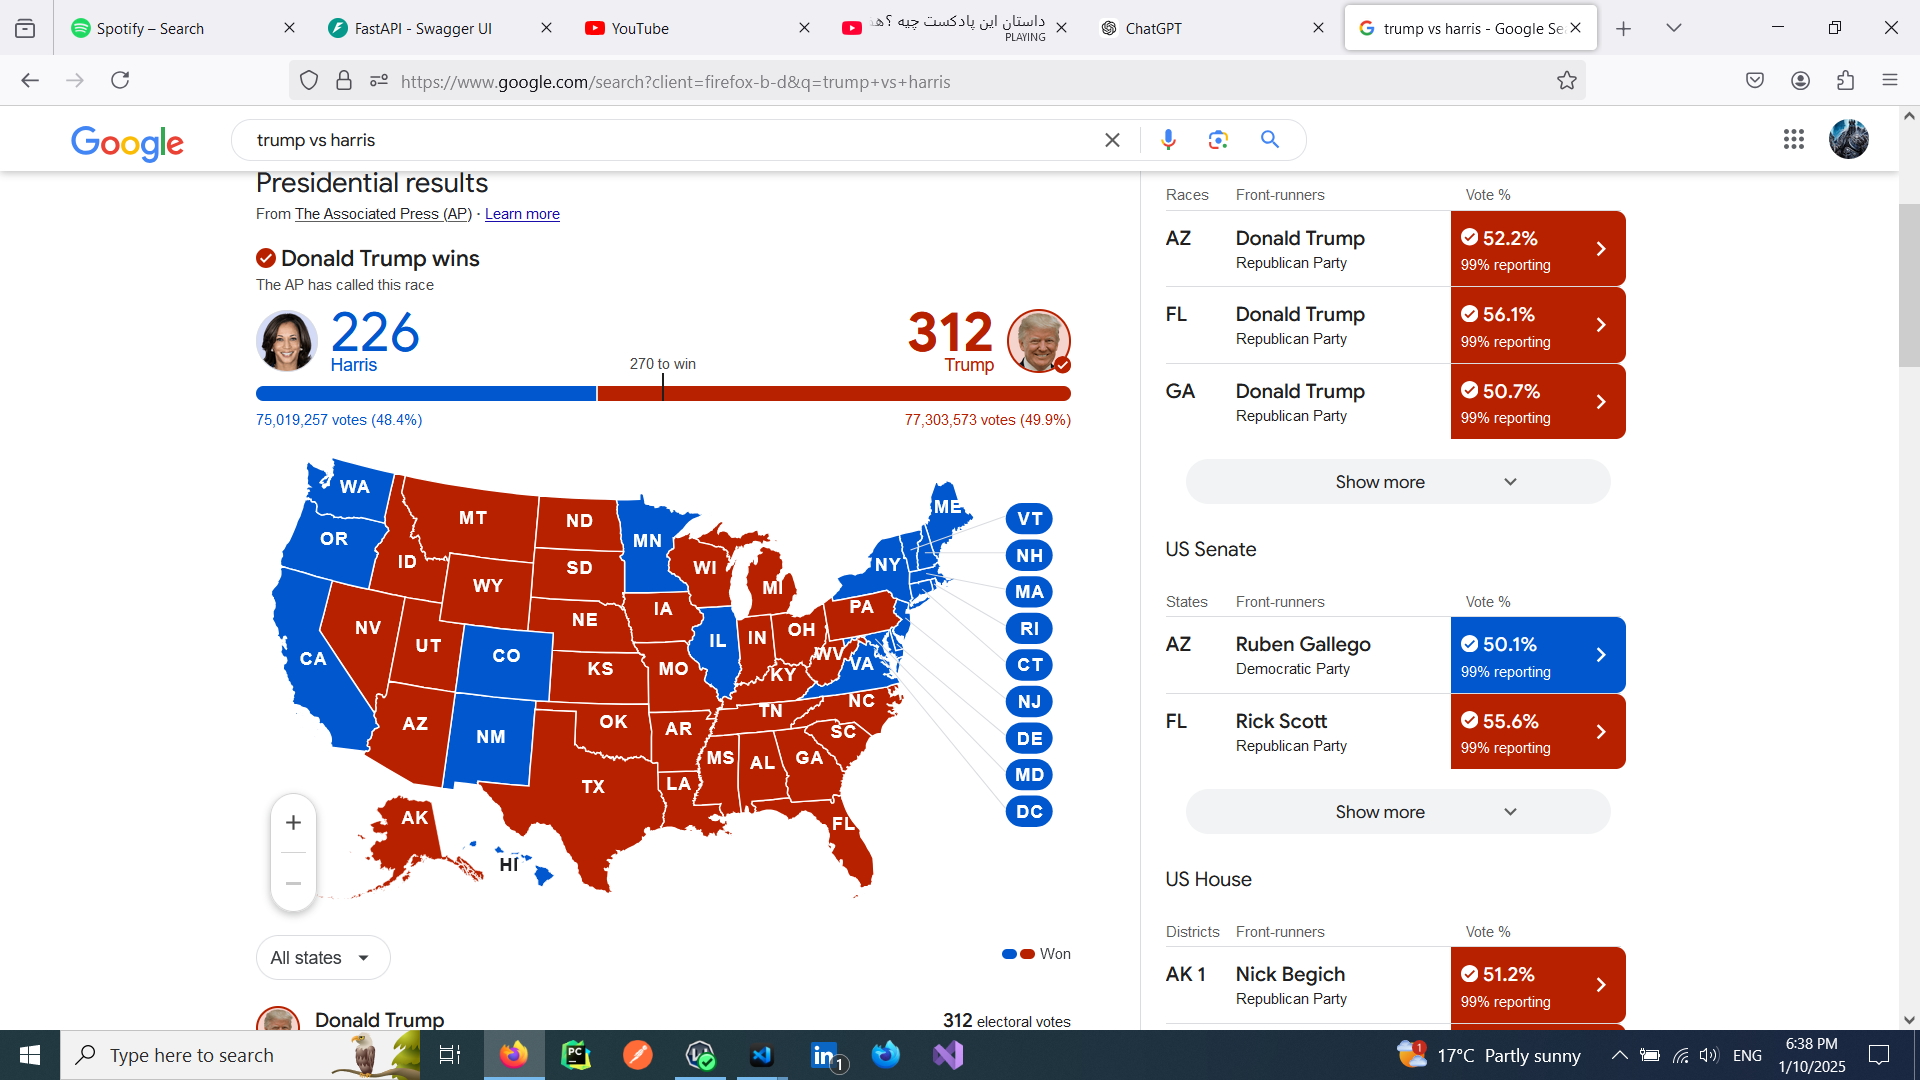 Spotify – Search
FastAPI - Swagger UI
YouTube
داستان این پادکست چیه ؟هد
PLAYING
ChatGPT
trump vs harris - Google Se
https://www.google.com/search?client=firefox-b-d&q=trump+vs+harris
Google
trump vs harris
Presidential results
From The Associated Press (AP) · Learn more
Donald Trump wins
The AP has called this race
226
Harris
270 to win
312
Trump
75,019,257 votes (48.4%)
77,303,573 votes (49.9%)
WA
OR
CA
NV
ID
MT
WY
UT
AZ
CO
NM
ND
SD
NE
KS
OK
TX
MN
IA
MO
AR
LA
WI
IL
MI
IN
OH
KY
TN
MS
AL
GA
FL
SC
NC
VA
WV
PA
NY
ME
VT
NH
MA
RI
CT
NJ
DE
MD
DC
AK
HI
+
−
All states
Won
Donald Trump
312 electoral votes
Races Front-runners Vote %
AZ Donald Trump 52.2%
Republican Party 99% reporting
FL Donald Trump 56.1%
Republican Party 99% reporting
GA Donald Trump 50.7%
Republican Party 99% reporting
Show more
US Senate
States Front-runners Vote %
AZ Ruben Gallego 50.1%
Democratic Party 99% reporting
FL Rick Scott 55.6%
Republican Party 99% reporting
Show more
US House
Districts Front-runners Vote %
AK 1 Nick Begich 51.2%
Republican Party 99% reporting
Type here to search
PC
1
1
17°C Partly sunny
ENG
6:38 PM
1/10/2025